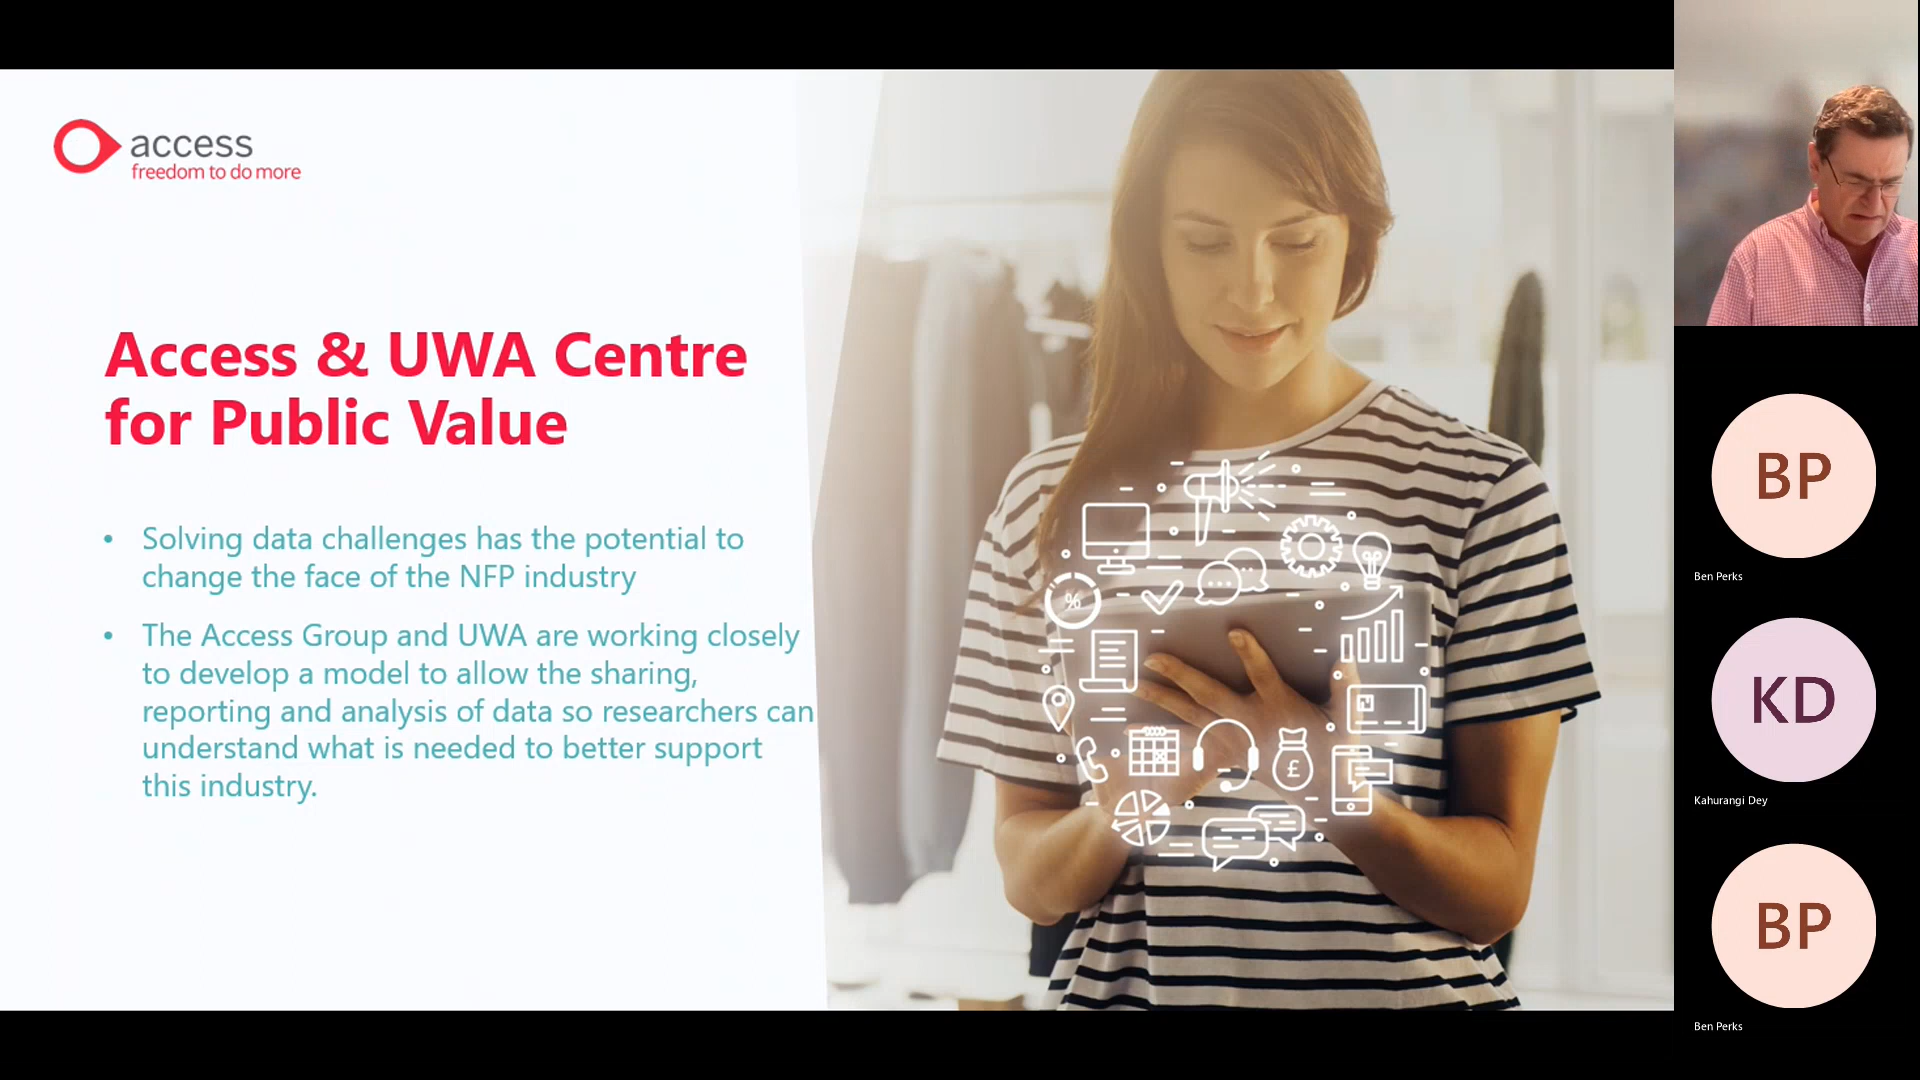 access
freedom to do more
Access & UWA Centre
for Public Value
• Solving data challenges has the potential to
change the face of the NFP industry
• The Access Group and UWA are working closely
to develop a model to allow the sharing,
reporting and analysis of data so researchers can
understand what is needed to better support
this industry.
%
£
BP
Ben Perks
KD
Kahurangi Dey
BP
Ben Perks